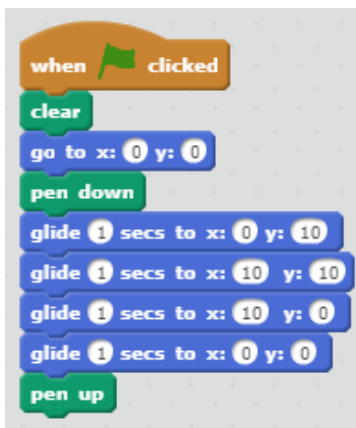 when clicked
clear
go to x: 0 y: 0
pen down
glide 1 secs to x: 0 y: 10
glide 1 secs to x: 10 y: 10
glide 1 secs to x: 10 y: 0
glide 1 secs to x: 0 y: 0
pen up